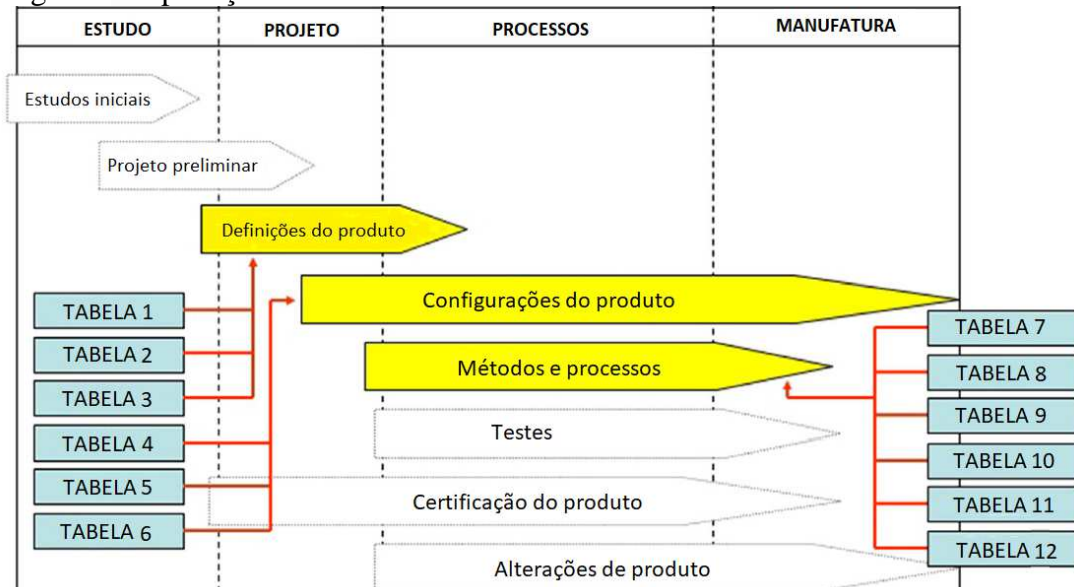 ESTUDO
PROJETO
PROCESSOS
MANUFATURA
Estudos iniciais
Projeto preliminar
Definições do produto
Configurações do produto
TABELA 1
TABELA 7
TABELA 2
Métodos e processos
TABELA 8
TABELA 3
TABELA 9
TABELA 4
Testes
TABELA 10
TABELA 5
Certificação do produto
TABELA 11
TABELA 6
TABELA 12
Alterações de produto